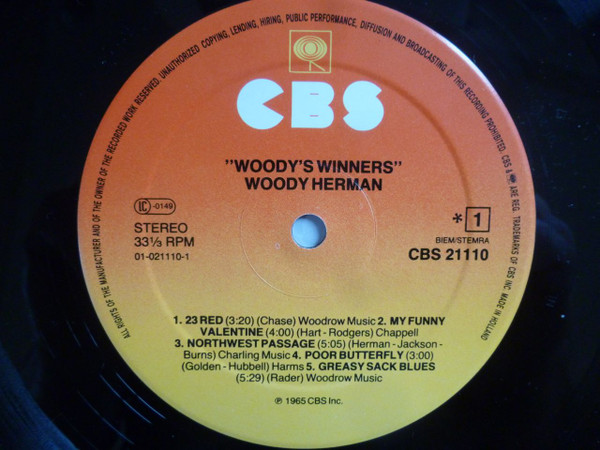 ALL RIGHTS OF THE MANUFACTURER AND OF THE OWNER OF THE RECORDED WORK RESERVED. UNAUTHORIZED COPYING, LENDING, HIRING, PUBLIC PERFORMANCE, DIFFUSION AND BROADCASTING OF THIS RECORDING PROHIBITED. CBS & ARE REG. TRADEMARKS OF CBS INC MADE IN HOLLAND
CBS
"WOODY'S WINNERS"
WOODY HERMAN
IC -0149
STEREO
33⅓ RPM
01-021110-1
* 1
BIEM/STEMRA
CBS 21110
1. 23 RED (3:20) (Chase) Woodrow Music 2. MY FUNNY
VALENTINE (4:00) (Hart - Rodgers) Chappell
3. NORTHWEST PASSAGE (5:05) (Herman - Jackson -
Burns) Charling Music 4. POOR BUTTERFLY (3:00)
(Golden - Hubbell) Harms 5. GREASY SACK BLUES
(5:29) (Rader) Woodrow Music
℗ 1965 CBS Inc.